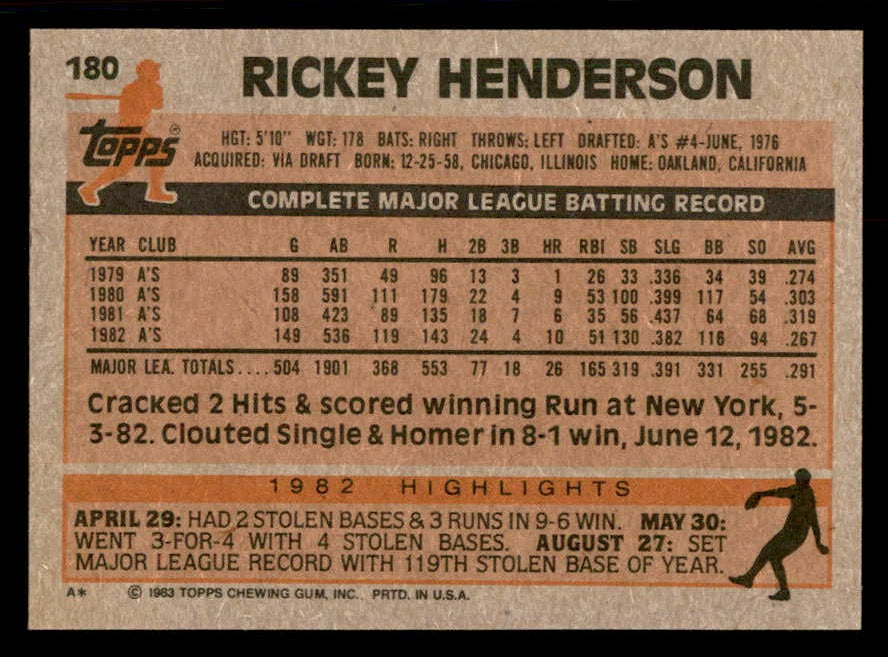 180 RICKEY HENDERSON
Topps®
HGT: 5'10" WGT: 178 BATS: RIGHT THROWS: LEFT DRAFTED: A'S #4-JUNE, 1976
ACQUIRED: VIA DRAFT BORN: 12-25-58, CHICAGO, ILLINOIS HOME: OAKLAND, CALIFORNIA
COMPLETE MAJOR LEAGUE BATTING RECORD
YEAR CLUB G AB R H 2B 3B HR RBI SB SLG BB SO AVG
1979 A'S 89 351 49 96 13 3 1 26 33 .336 34 39 .274
1980 A'S 158 591 111 179 22 4 9 53 100 .399 117 54 .303
1981 A'S 108 423 89 135 18 7 6 35 56 .437 64 68 .319
1982 A'S 149 536 119 143 24 4 10 51 130 .382 116 94 .267
MAJOR LEA. TOTALS.... 504 1901 368 553 77 18 26 165 319 .391 331 255 .291
Cracked 2 Hits & scored winning Run at New York, 5-
3-82. Clouted Single & Homer in 8-1 win, June 12, 1982.
1982 HIGHLIGHTS
APRIL 29: HAD 2 STOLEN BASES & 3 RUNS IN 9-6 WIN. MAY 30:
WENT 3-FOR-4 WITH 4 STOLEN BASES. AUGUST 27: SET
MAJOR LEAGUE RECORD WITH 119TH STOLEN BASE OF YEAR.
A* © 1983 TOPPS CHEWING GUM, INC. PRTD. IN U.S.A.